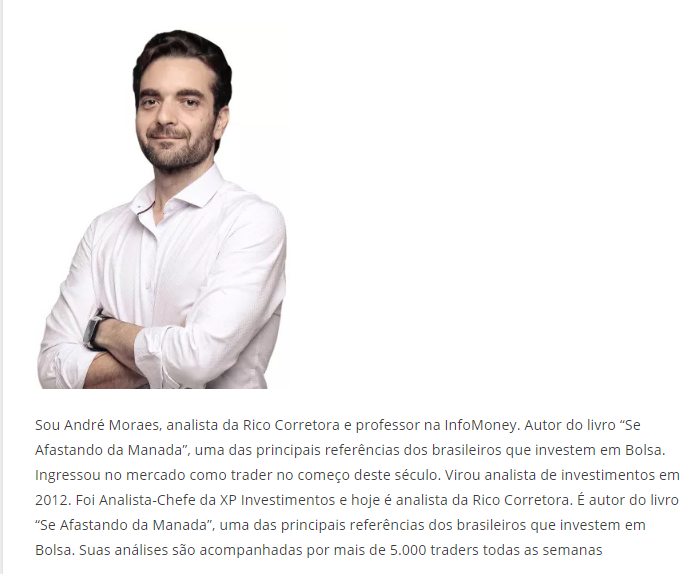 Sou André Moraes, analista da Rico Corretora e professor na InfoMoney. Autor do livro “Se
Afastando da Manada”, uma das principais referências dos brasileiros que investem em Bolsa.
Ingressou no mercado como trader no começo deste século. Virou analista de investimentos em
2012. Foi Analista-Chefe da XP Investimentos e hoje é analista da Rico Corretora. É autor do livro
“Se Afastando da Manada”, uma das principais referências dos brasileiros que investem em
Bolsa. Suas análises são acompanhadas por mais de 5.000 traders todas as semanas